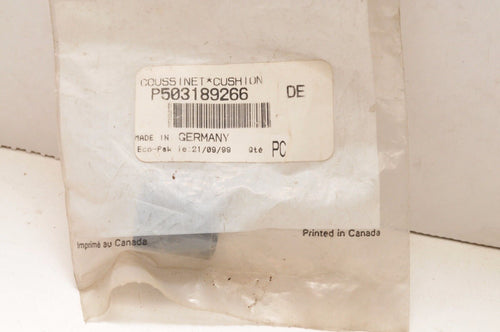 COUSSINET*CUSHION
P503189266 DE
MADE IN GERMANY
Eco-Pak le:21/09/99 Qté PC
Imprimé au Canada
Printed in Canada